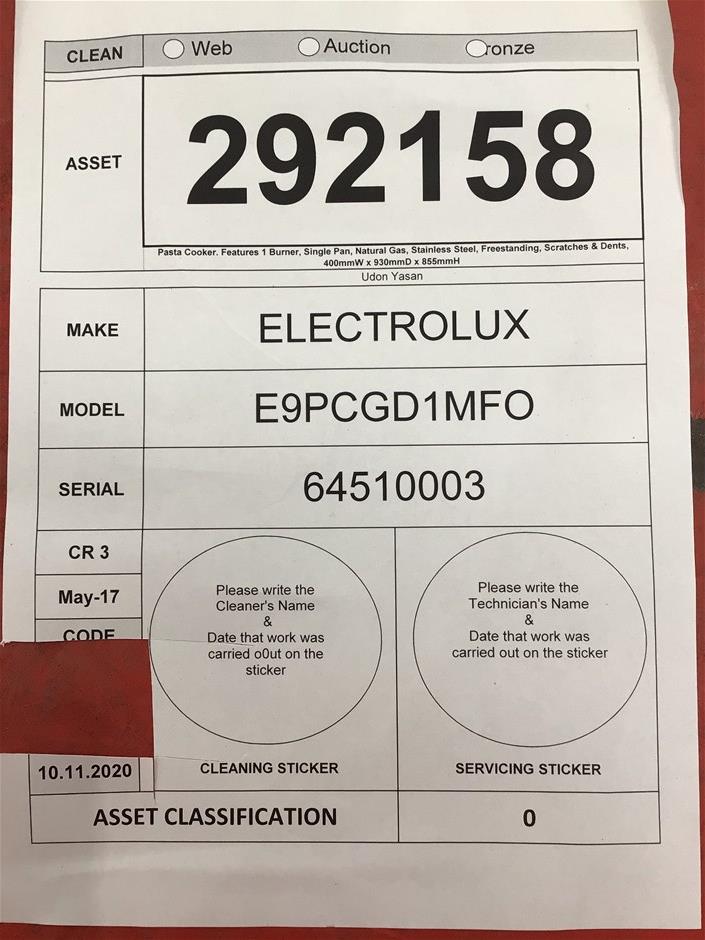 CLEAN Web Auction ronze
ASSET
292158
Pasta Cooker. Features 1 Burner, Single Pan, Natural Gas, Stainless Steel, Freestanding, Scratches & Dents,
400mmW x 930mmD x 855mmH
Udon Yasan
MAKE ELECTROLUX
MODEL E9PCGD1MFO
SERIAL 64510003
CR 3
May-17
CODE
Please write the
Cleaner's Name
&
Date that work was
carried o0ut on the
sticker
CLEANING STICKER
Please write the
Technician's Name
&
Date that work was
carried out on the sticker
SERVICING STICKER
10.11.2020
ASSET CLASSIFICATION 0